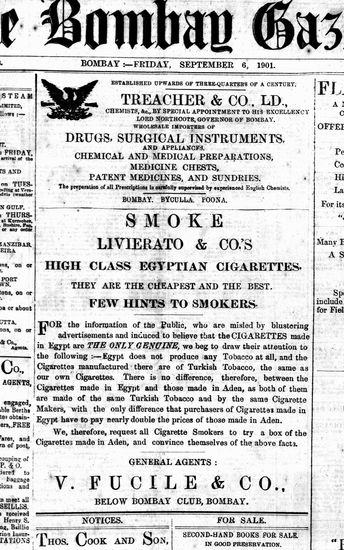 e Bombay Gaz
BOMBAY :—FRIDAY, SEPTEMBER 6, 1901.
ESTABLISHED UPWARDS OF THREE-QUARTERS OF A CENTURY.
TREACHER & CO., LD.,
CHEMISTS, &c., BY SPECIAL APPOINTMENT TO HIS EXCELLENCY
LORD NORTHCOTE, GOVERNOR OF BOMBAY.
WHOLESALE IMPORTERS OF
DRUGS, SURGICAL INSTRUMENTS,
AND APPLIANCES,
CHEMICAL AND MEDICAL PREPARATIONS,
MEDICINE CHESTS,
PATENT MEDICINES, AND SUNDRIES.
The preparation of all Prescriptions is carefully supervised by experienced English Chemists.
BOMBAY. BYCULLA. POONA.
SMOKE
LIVIERATO & CO.'S
HIGH CLASS EGYPTIAN CIGARETTES.
THEY ARE THE CHEAPEST AND THE BEST.
FEW HINTS TO SMOKERS.
FOR the information of the Public, who are misled by blustering
advertisements and induced to believe that the CIGARETTES made
in Egypt are THE ONLY GENUINE, we beg to draw their attention to
the following :—Egypt does not produce any Tobacco at all, and the
Cigarettes manufactured there are of Turkish Tobacco, the same as
our own Cigarettes. There is no difference, therefore, between the
Cigarettes made in Egypt and those made in Aden, as both of them
are made of the same Turkish Tobacco and by the same Cigarette
Makers, with the only difference that purchasers of Cigarettes made in
Egypt have to pay nearly double the prices of those made in Aden.
We, therefore, request all Cigarette Smokers to try a box of the
Cigarettes made in Aden, and convince themselves of the above facts.
GENERAL AGENTS :
V. FUCILE & CO.,
BELOW BOMBAY CLUB, BOMBAY.
NOTICES.
THOS. COOK AND SON,
FOR SALE.
SECOND-HAND BOOKS FOR SALE
IN GOOD PRESERVATION.